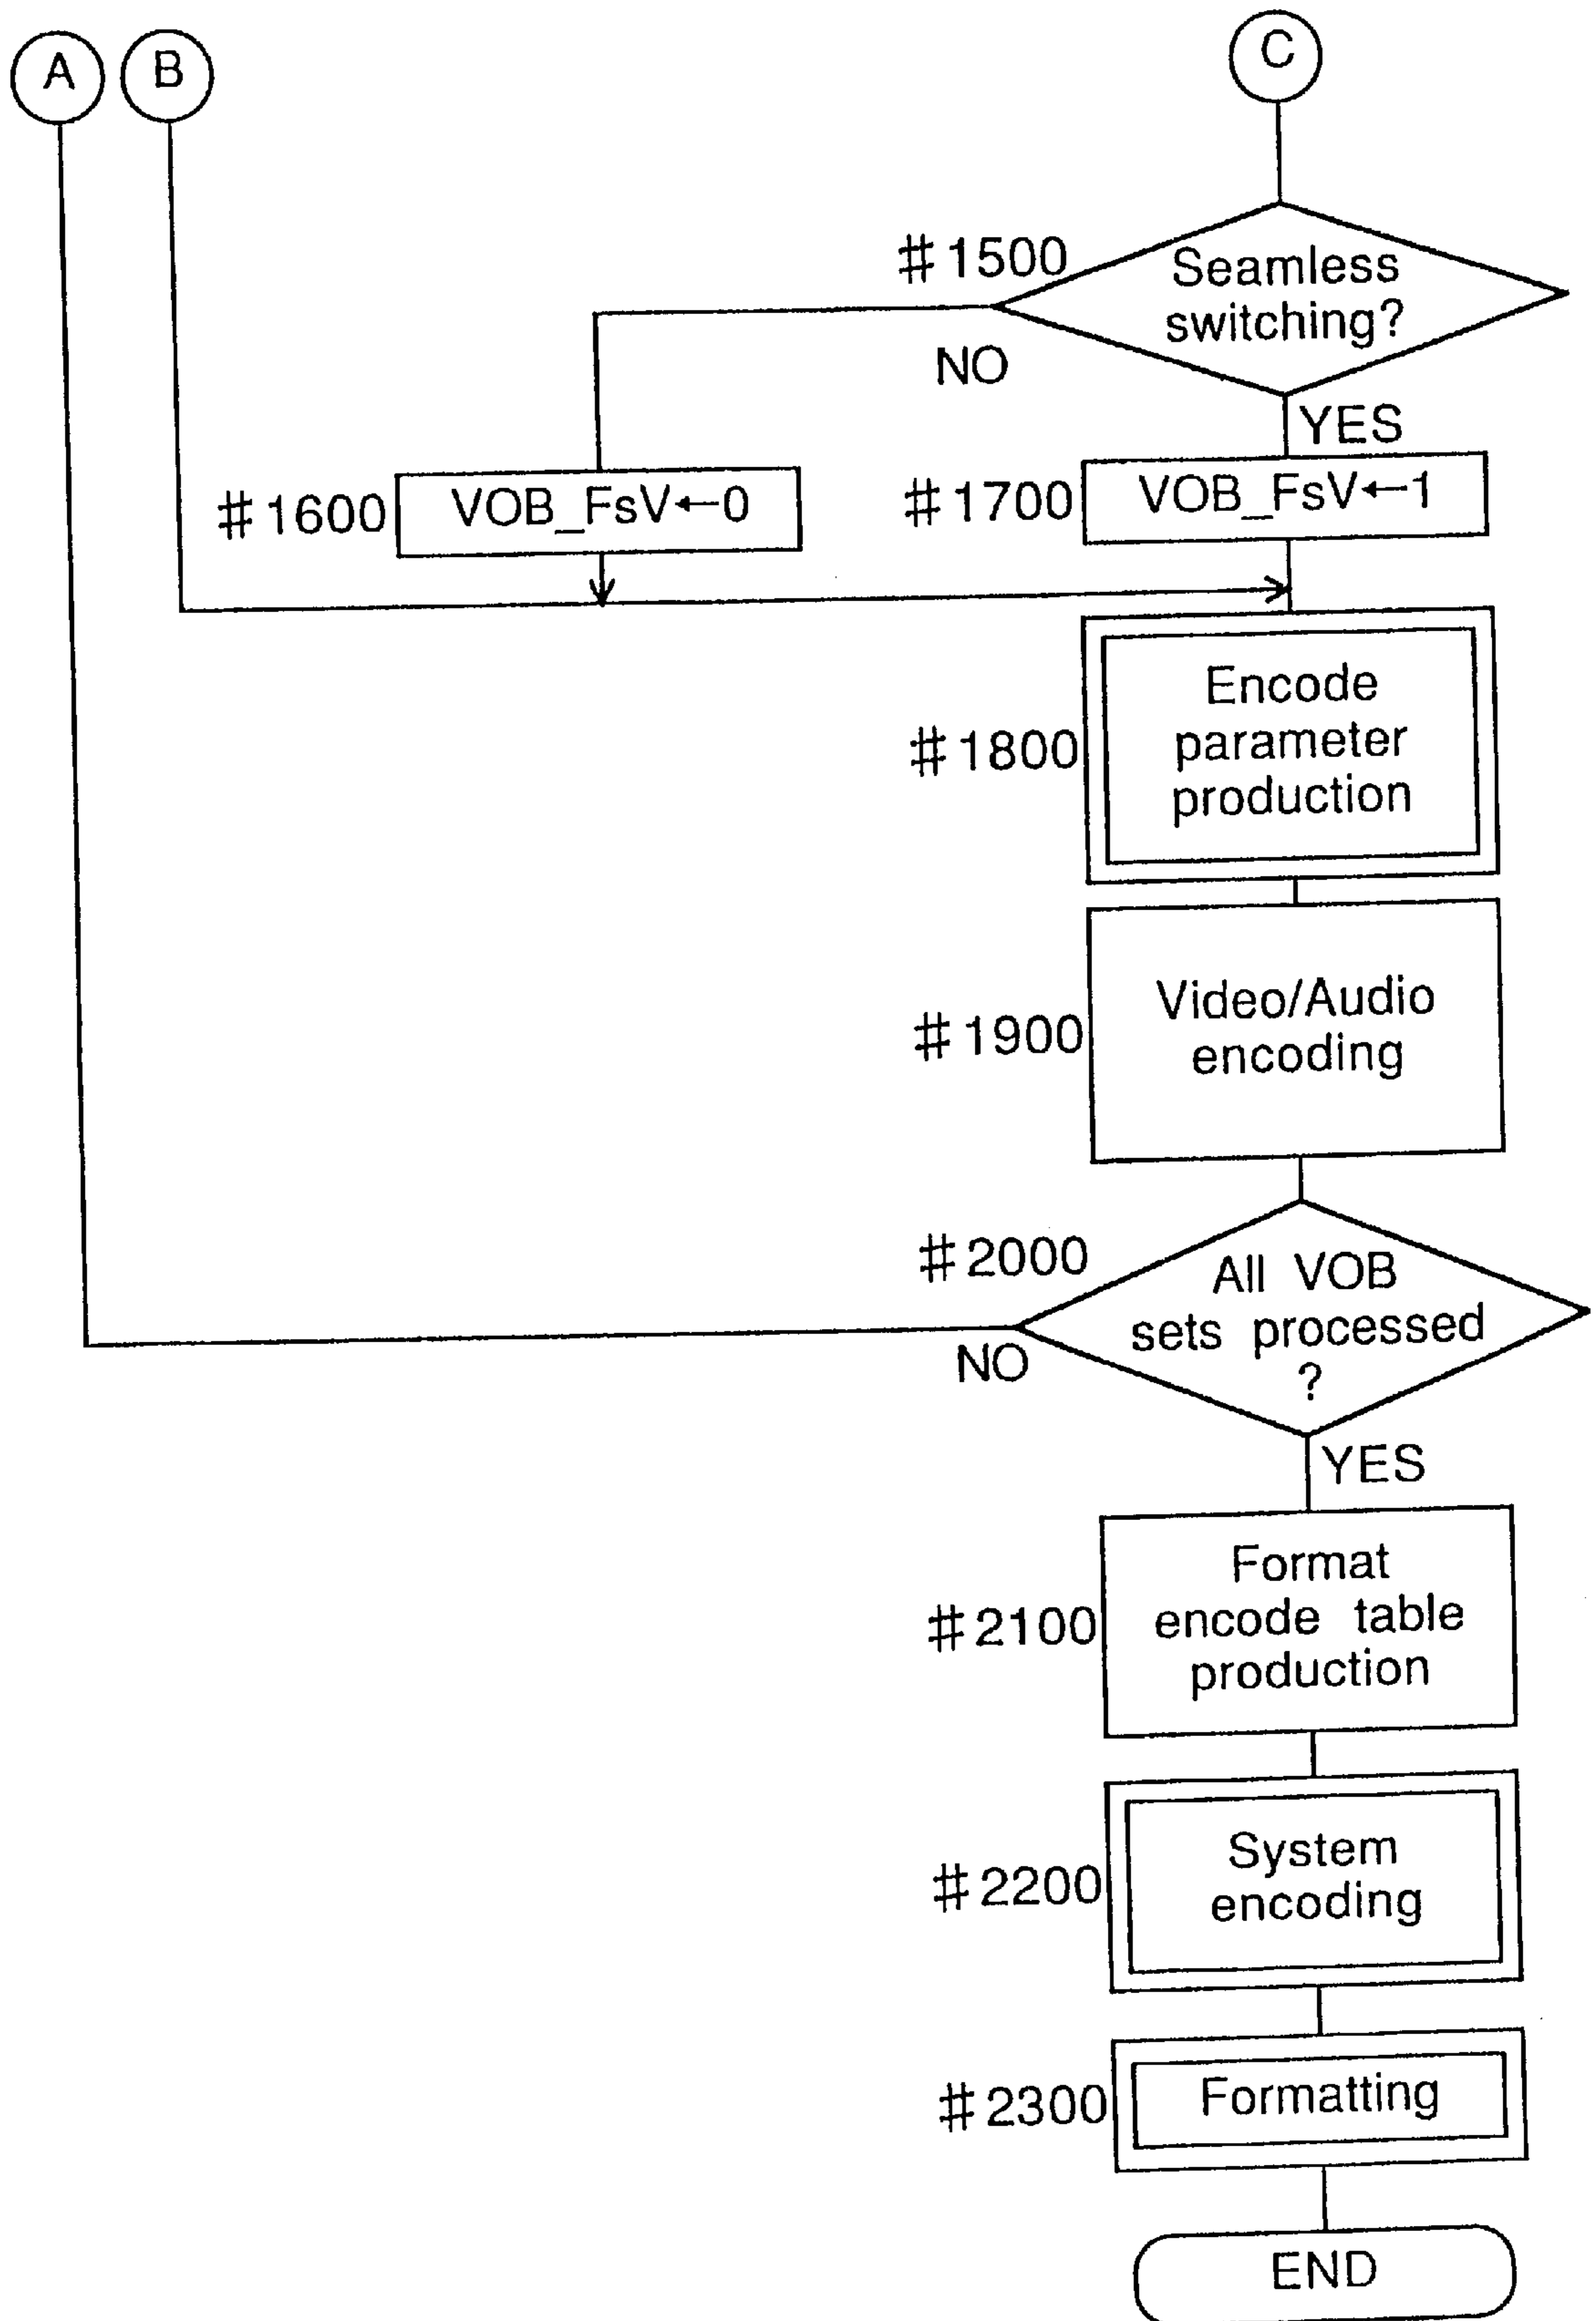 A B C
#1500 Seamless
switching?
NO
YES
#1600 VOB_FsV←0
#1700 VOB_FsV←1
#1800
Encode
parameter
production
#1900
Video/Audio
encoding
#2000
All VOB
sets processed
?
NO
YES
#2100
Format
encode table
production
#2200
System
encoding
#2300 Formatting
END